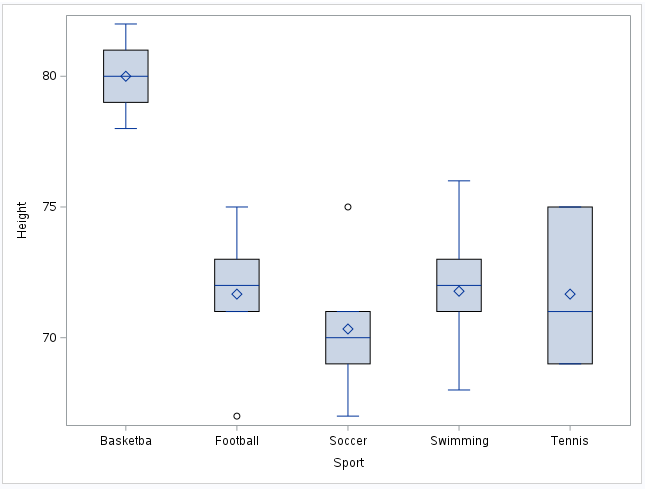 80
75
70
Height
Basketba
Football
Soccer
Swimming
Tennis
Sport